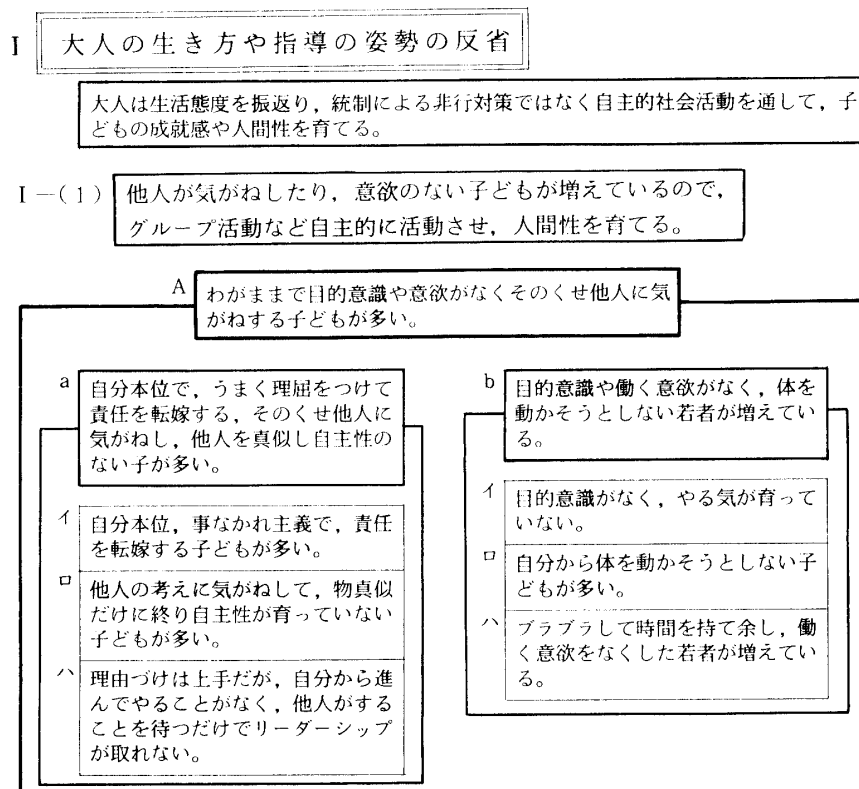 I 大人の生き方や指導の姿勢の反省
大人は生活態度を振返り，統制による非行対策ではなく自主的社会活動を通して，子
どもの成就感や人間性を育てる。
I－(1) 他人が気がねしたり，意欲のない子どもが増えているので，
グループ活動など自主的に活動させ，人間性を育てる。
A わがままで目的意識や意欲がなくそのくせ他人に気
がねする子どもが多い。
a 自分本位で，うまく理屈をつけて
責任を転嫁する，そのくせ他人に
気がねし，他人を真似し自主性の
ない子が多い。
イ 自分本位，事なかれ主義で，責任
を転嫁する子どもが多い。
ロ 他人の考えに気がねして，物真似
だけに終り自主性が育っていない
子どもが多い。
ハ 理由づけは上手だが，自分から進
んでやることがなく，他人がする
ことを待つだけでリーダーシップ
が取れない。
b 目的意識や働く意欲がなく，体を
動かそうとしない若者が増えてい
る。
イ 目的意識がなく，やる気が育って
いない。
ロ 自分から体を動かそうとしない子
どもが多い。
ハ ブラブラして時間を持て余し，働
く意欲をなくした若者が増えてい
る。